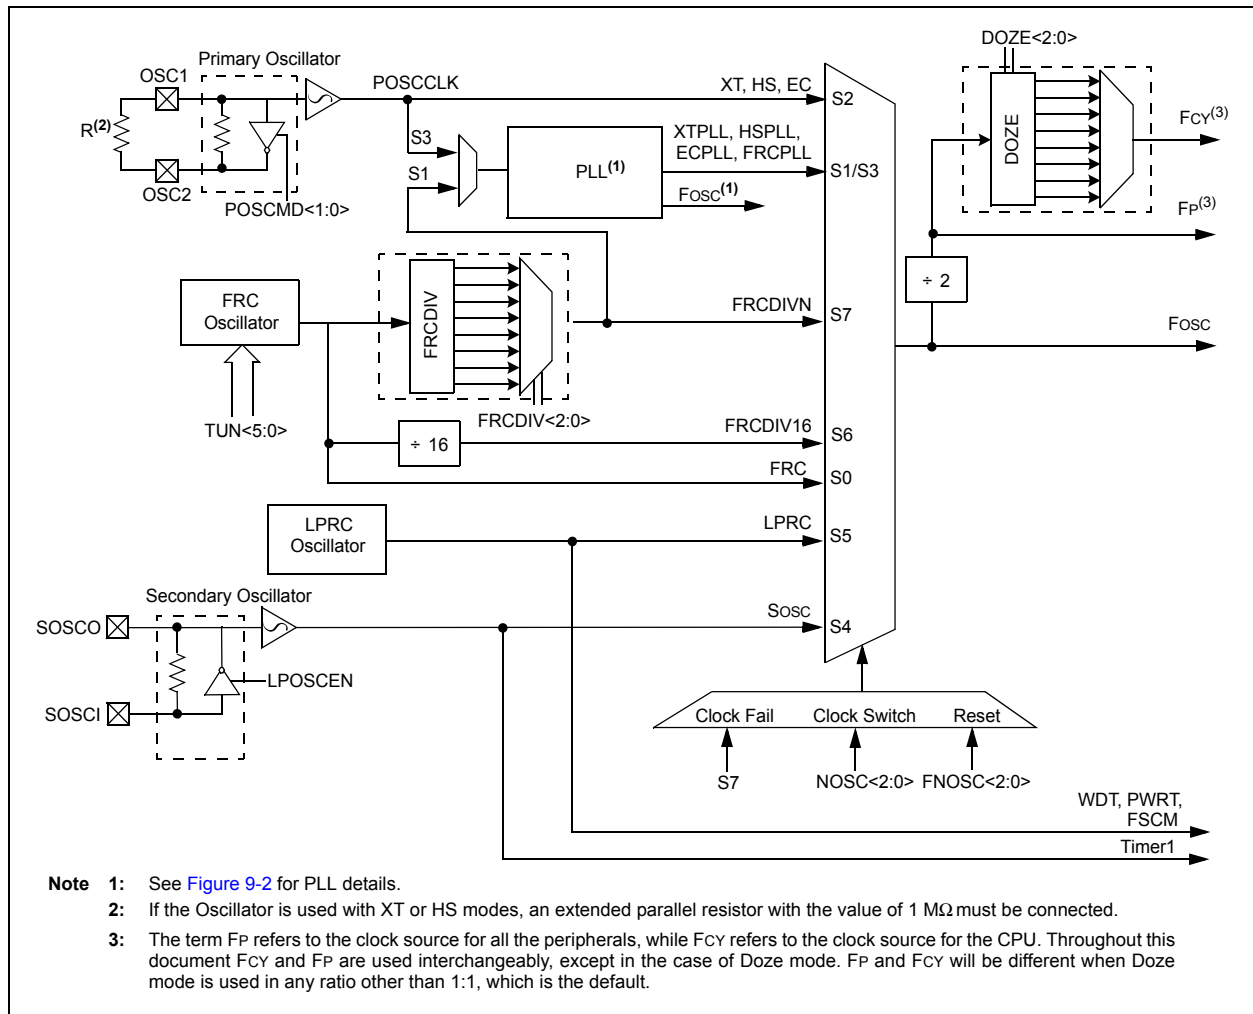 DOZE<2:0>
Primary Oscillator
OSC1
R(2)
OSC2
POSCMD<1:0>
POSCCLK
S3
S1
PLL(1)
XT, HS, EC
XTPLL, HSPLL,
ECPLL, FRCPLL
FOSC(1)
S2
S1/S3
DOZE
FCY(3)
FP(3)
÷ 2
FOSC
FRC
Oscillator
TUN<5:0>
FRCDIV
FRCDIV<2:0>
FRCDIVN
S7
÷ 16
FRCDIV16
S6
FRC
S0
LPRC
Oscillator
LPRC
S5
Secondary Oscillator
SOSCO
SOSCI
LPOSCEN
SOSC
S4
Clock Fail
Clock Switch
Reset
S7
NOSC<2:0>
FNOSC<2:0>
WDT, PWRT,
FSCM
Timer1
Note 1: See Figure 9-2 for PLL details.
2: If the Oscillator is used with XT or HS modes, an extended parallel resistor with the value of 1 MΩ must be connected.
3: The term FP refers to the clock source for all the peripherals, while FCY refers to the clock source for the CPU. Throughout this
document FCY and FP are used interchangeably, except in the case of Doze mode. FP and FCY will be different when Doze
mode is used in any ratio other than 1:1, which is the default.